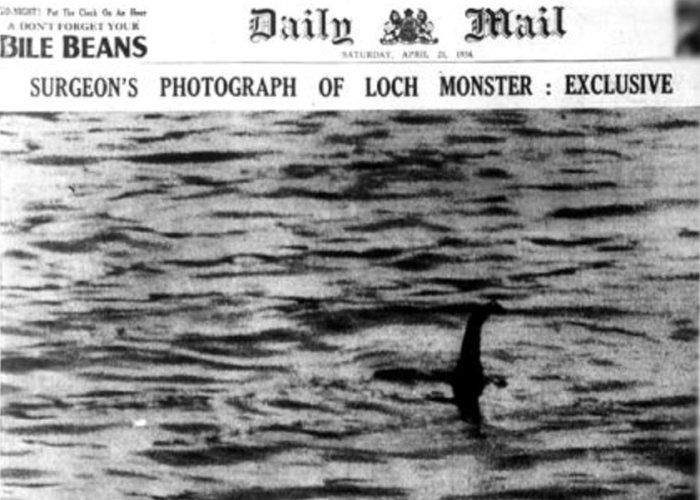 TO-NIGHT! Put The Clock On An Hour
& DON'T FORGET YOUR
BILE BEANS
Daily Mail
SATURDAY, APRIL 21, 1934.
SURGEON'S PHOTOGRAPH OF LOCH MONSTER : EXCLUSIVE